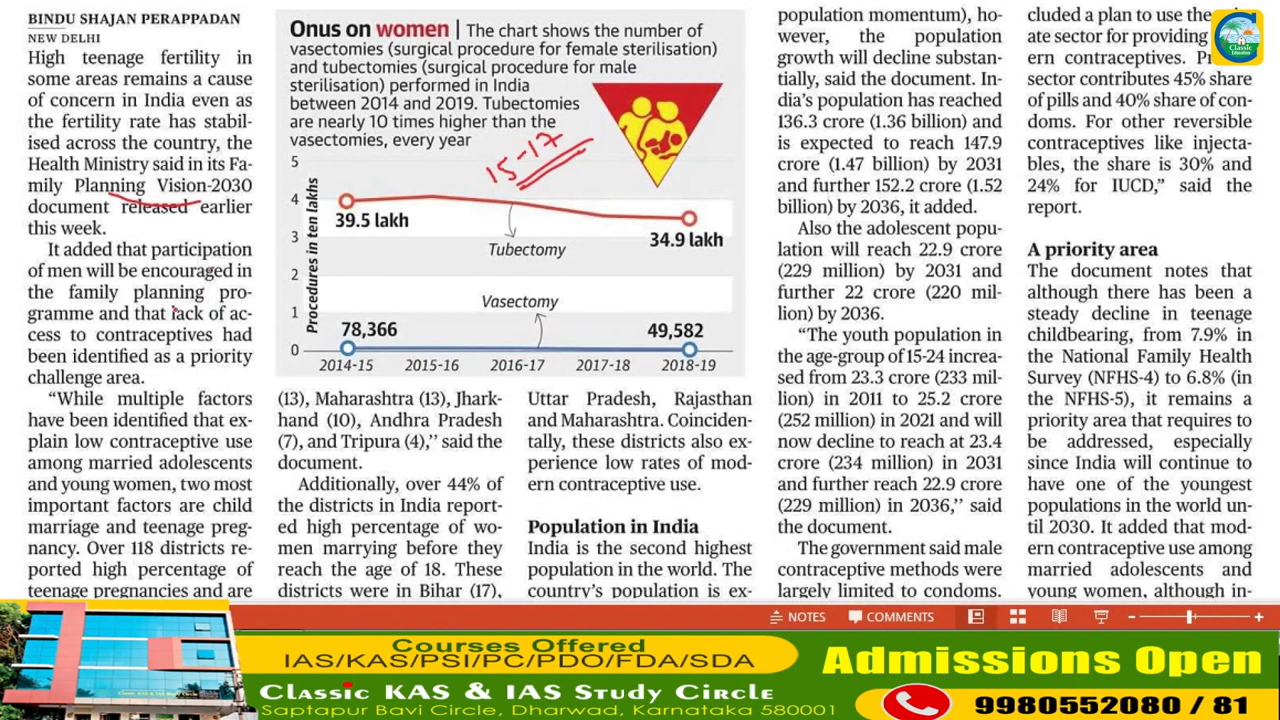 BINDU SHAJAN PERAPPADAN
NEW DELHI
High teenage fertility in
some areas remains a cause
of concern in India even as
the fertility rate has stabil-
ised across the country, the
Health Ministry said in its Fa-
mily Planning Vision-2030
document released earlier
this week.
It added that participation
of men will be encouraged in
the family planning pro-
gramme and that lack of ac-
cess to contraceptives had
been identified as a priority
challenge area.
“While multiple factors
have been identified that ex-
plain low contraceptive use
among married adolescents
and young women, two most
important factors are child
marriage and teenage preg-
nancy. Over 118 districts re-
ported high percentage of
teenage pregnancies and are
Onus on women | The chart shows the number of
vasectomies (surgical procedure for female sterilisation)
and tubectomies (surgical procedure for male
sterilisation) performed in India
between 2014 and 2019. Tubectomies
are nearly 10 times higher than the
vasectomies, every year
15-17
Procedures in ten lakhs
5
4
3
2
1
0
39.5 lakh
34.9 lakh
Tubectomy
Vasectomy
78,366
49,582
2014-15 2015-16 2016-17 2017-18 2018-19
(13), Maharashtra (13), Jhark-
hand (10), Andhra Pradesh
(7), and Tripura (4),” said the
document.
Additionally, over 44% of
the districts in India report-
ed high percentage of wo-
men marrying before they
reach the age of 18. These
districts were in Bihar (17),
Uttar Pradesh, Rajasthan
and Maharashtra. Coinciden-
tally, these districts also ex-
perience low rates of mod-
ern contraceptive use.
Population in India
India is the second highest
population in the world. The
country’s population is ex-
population momentum), ho-
wever, the population
growth will decline substan-
tially, said the document. In-
dia’s population has reached
136.3 crore (1.36 billion) and
is expected to reach 147.9
crore (1.47 billion) by 2031
and further 152.2 crore (1.52
billion) by 2036, it added.
Also the adolescent popu-
lation will reach 22.9 crore
(229 million) by 2031 and
further 22 crore (220 mil-
lion) by 2036.
“The youth population in
the age-group of 15-24 increa-
sed from 23.3 crore (233 mil-
lion) in 2011 to 25.2 crore
(252 million) in 2021 and will
now decline to reach at 23.4
crore (234 million) in 2031
and further reach 22.9 crore
(229 million) in 2036,” said
the document.
The government said male
contraceptive methods were
largely limited to condoms.
cluded a plan to use the
ate sector for providing
ern contraceptives.
sector contributes 45% share
of pills and 40% share of con-
doms. For other reversible
contraceptives like injecta-
bles, the share is 30% and
24% for IUCD,” said the
report.
A priority area
The document notes that
although there has been a
steady decline in teenage
childbearing, from 7.9% in
the National Family Health
Survey (NFHS-4) to 6.8% (in
the NFHS-5), it remains a
priority area that requires to
be addressed, especially
since India will continue to
have one of the youngest
populations in the world un-
til 2030. It added that mod-
ern contraceptive use among
married adolescents and
young women, although in-
Classic
Education
NOTES COMMENTS
Courses Offered
IAS/KAS/PSI/PC/PDO/FDA/SDA
Classic KAS & IAS Study Circle
Saptapur Bavi Circle, Dharwad, Karnataka 580001
Admissions Open
9980552080 / 81